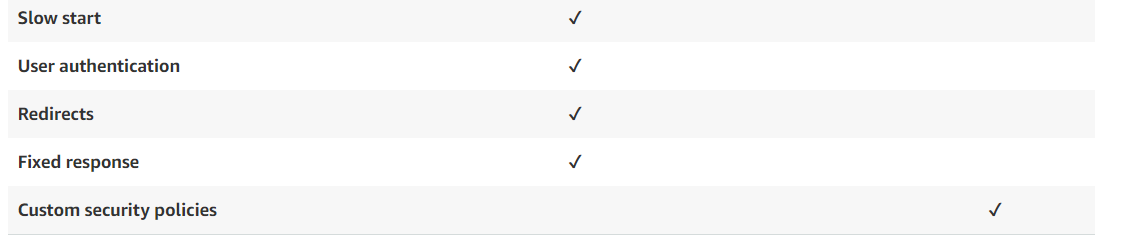 Slow start ✓
User authentication ✓
Redirects ✓
Fixed response ✓
Custom security policies ✓